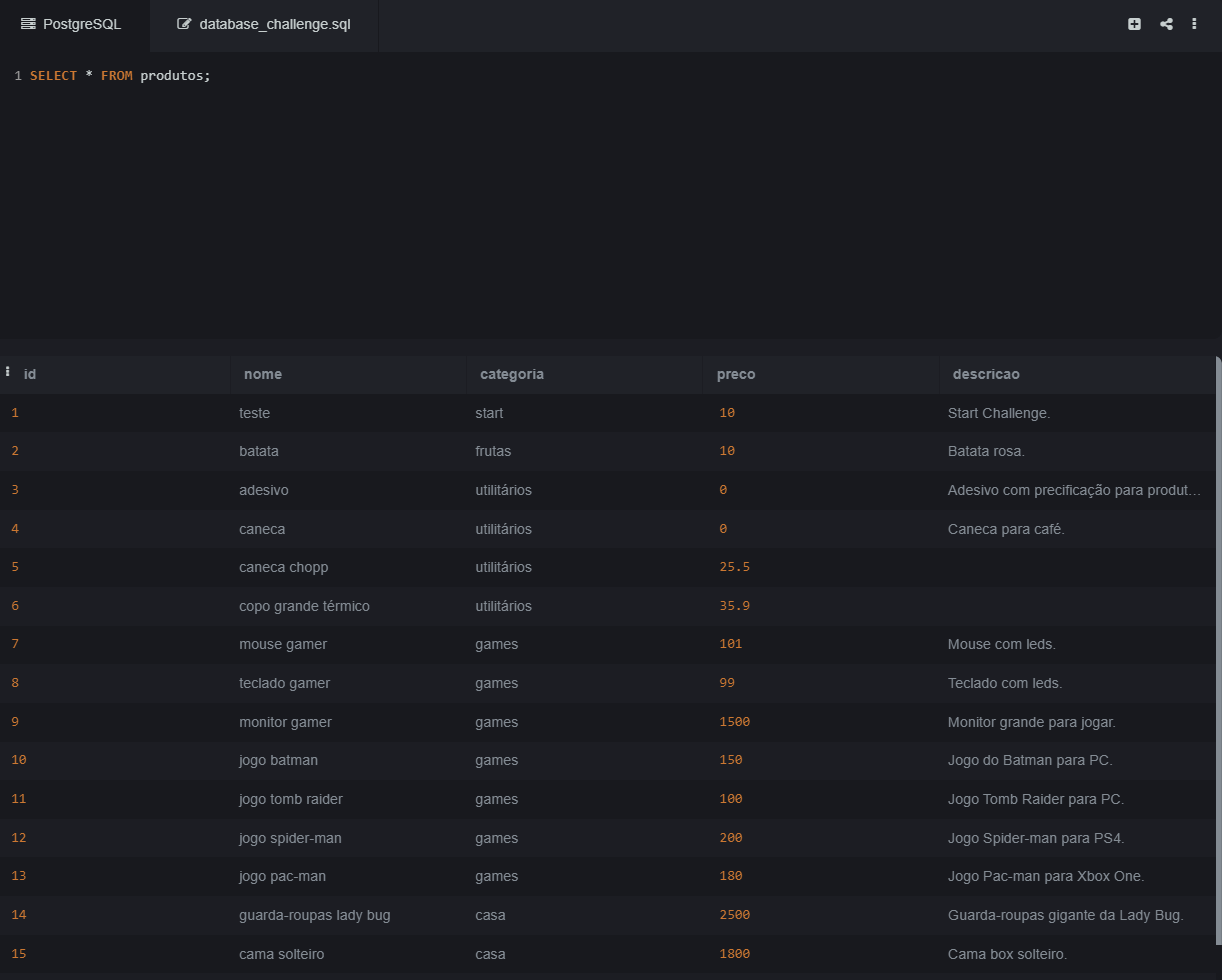 PostgreSQL database_challenge.sql
1 SELECT * FROM produtos;
id nome categoria preco descricao
1 teste start 10 Start Challenge.
2 batata frutas 10 Batata rosa.
3 adesivo utilitários 0 Adesivo com precificação para produt…
4 caneca utilitários 0 Caneca para café.
5 caneca chopp utilitários 25.5
6 copo grande térmico utilitários 35.9
7 mouse gamer games 101 Mouse com leds.
8 teclado gamer games 99 Teclado com leds.
9 monitor gamer games 1500 Monitor grande para jogar.
10 jogo batman games 150 Jogo do Batman para PC.
11 jogo tomb raider games 100 Jogo Tomb Raider para PC.
12 jogo spider-man games 200 Jogo Spider-man para PS4.
13 jogo pac-man games 180 Jogo Pac-man para Xbox One.
14 guarda-roupas lady bug casa 2500 Guarda-roupas gigante da Lady Bug.
15 cama solteiro casa 1800 Cama box solteiro.